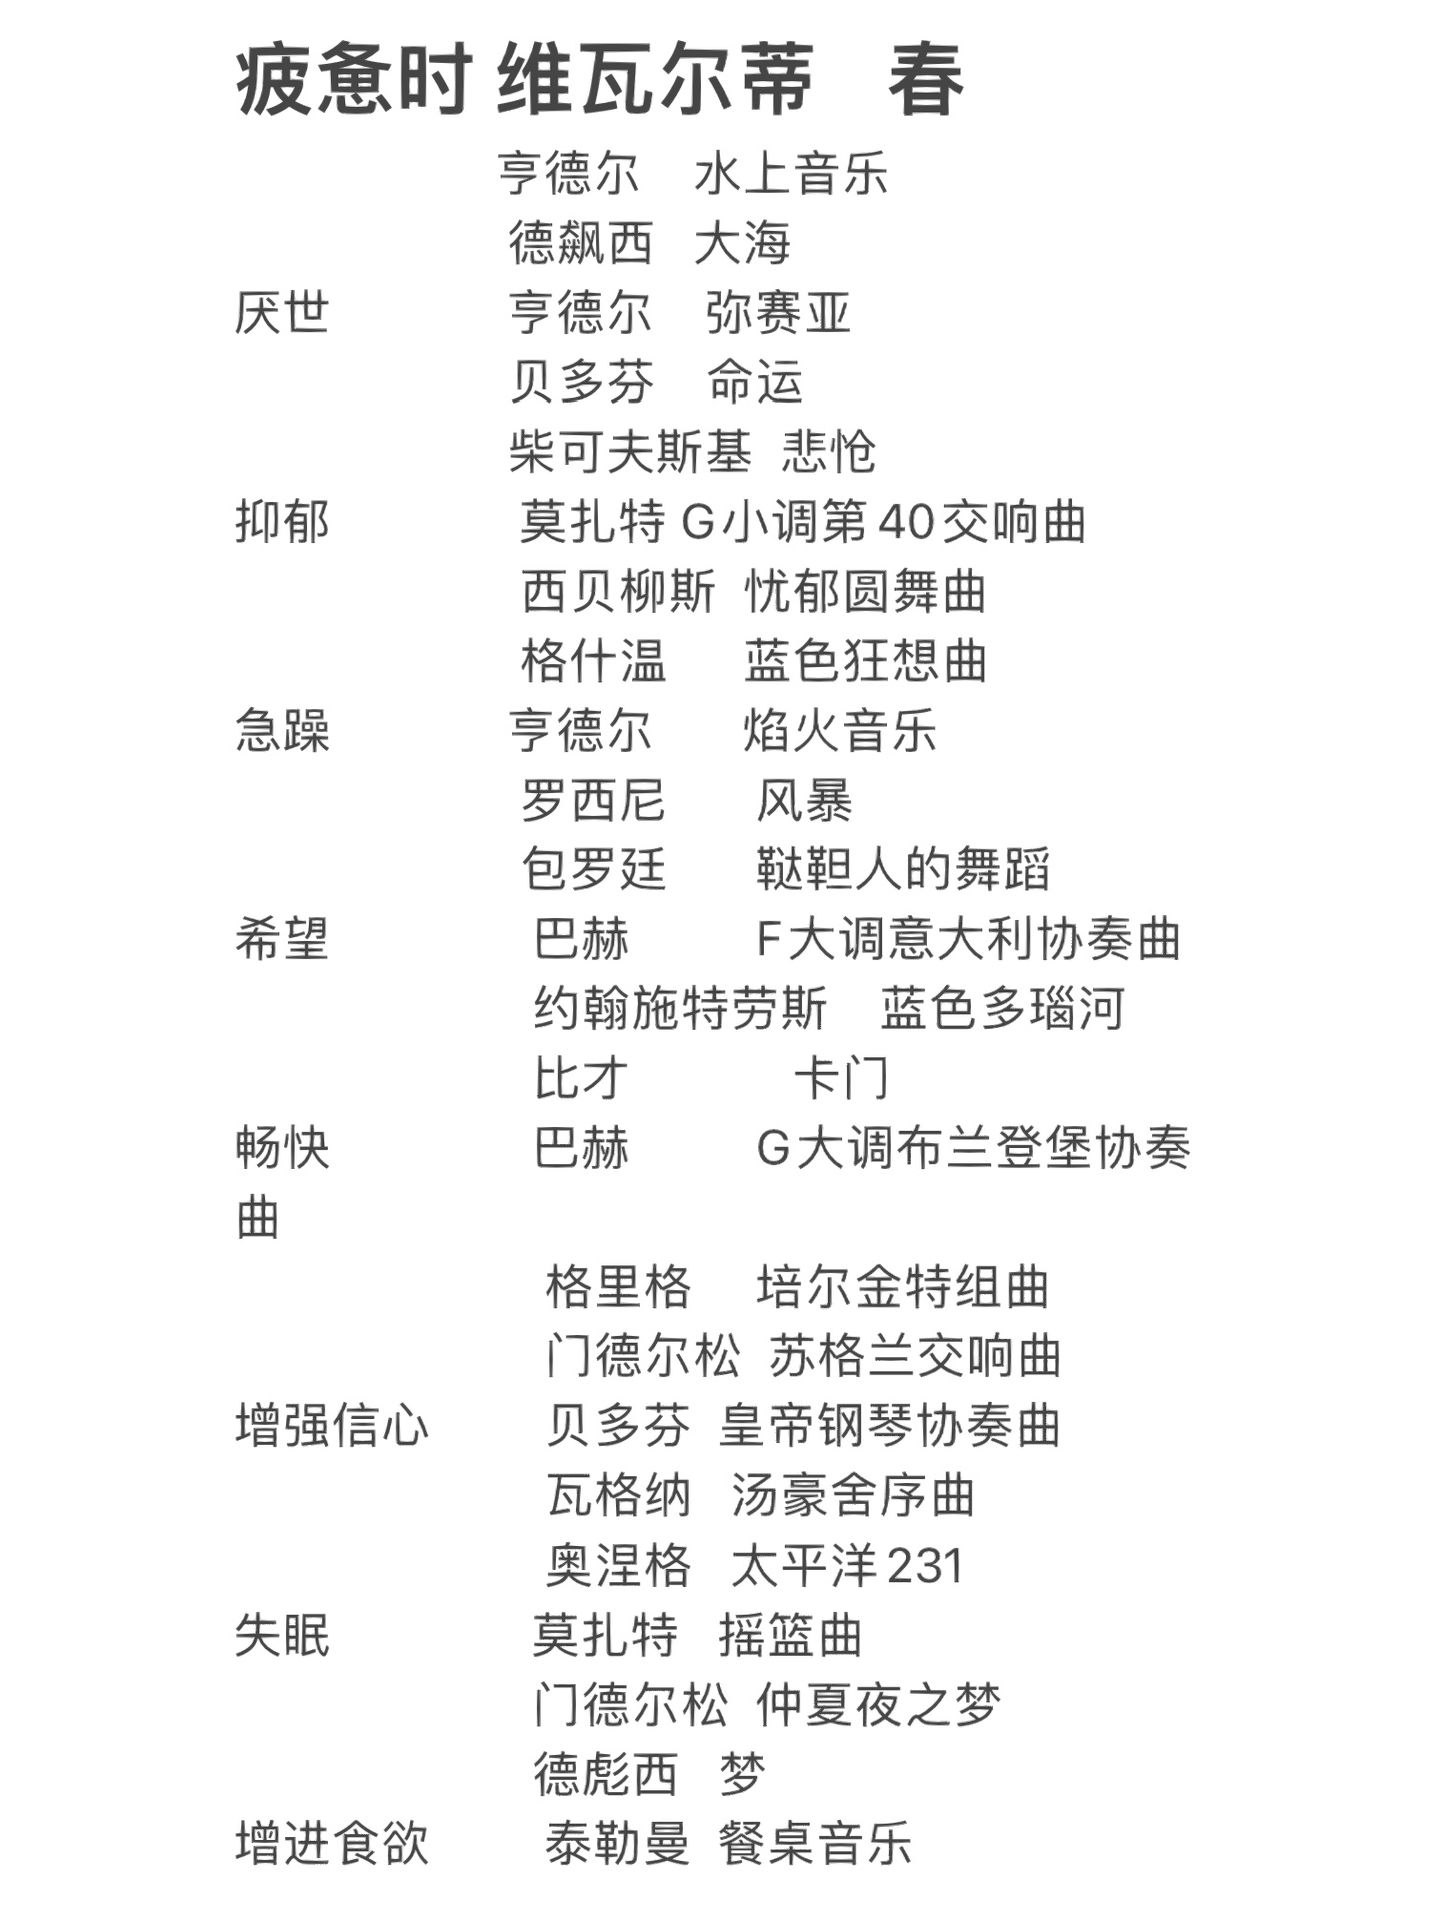 疲惫时 维瓦尔蒂 春
亨德尔 水上音乐
德飙西 大海
厌世 亨德尔 弥赛亚
贝多芬 命运
柴可夫斯基 悲怆
抑郁 莫扎特 G小调第40交响曲
西贝柳斯 忧郁圆舞曲
格什温 蓝色狂想曲
急躁 亨德尔 焰火音乐
罗西尼 风暴
包罗廷 鞑靼人的舞蹈
希望 巴赫 F大调意大利协奏曲
约翰施特劳斯 蓝色多瑙河
比才 卡门
畅快 巴赫 G大调布兰登堡协奏
曲
格里格 培尔金特组曲
门德尔松 苏格兰交响曲
增强信心 贝多芬 皇帝钢琴协奏曲
瓦格纳 汤豪舍序曲
奥涅格 太平洋231
失眠 莫扎特 摇篮曲
门德尔松 仲夏夜之梦
德彪西 梦
增进食欲 泰勒曼 餐桌音乐